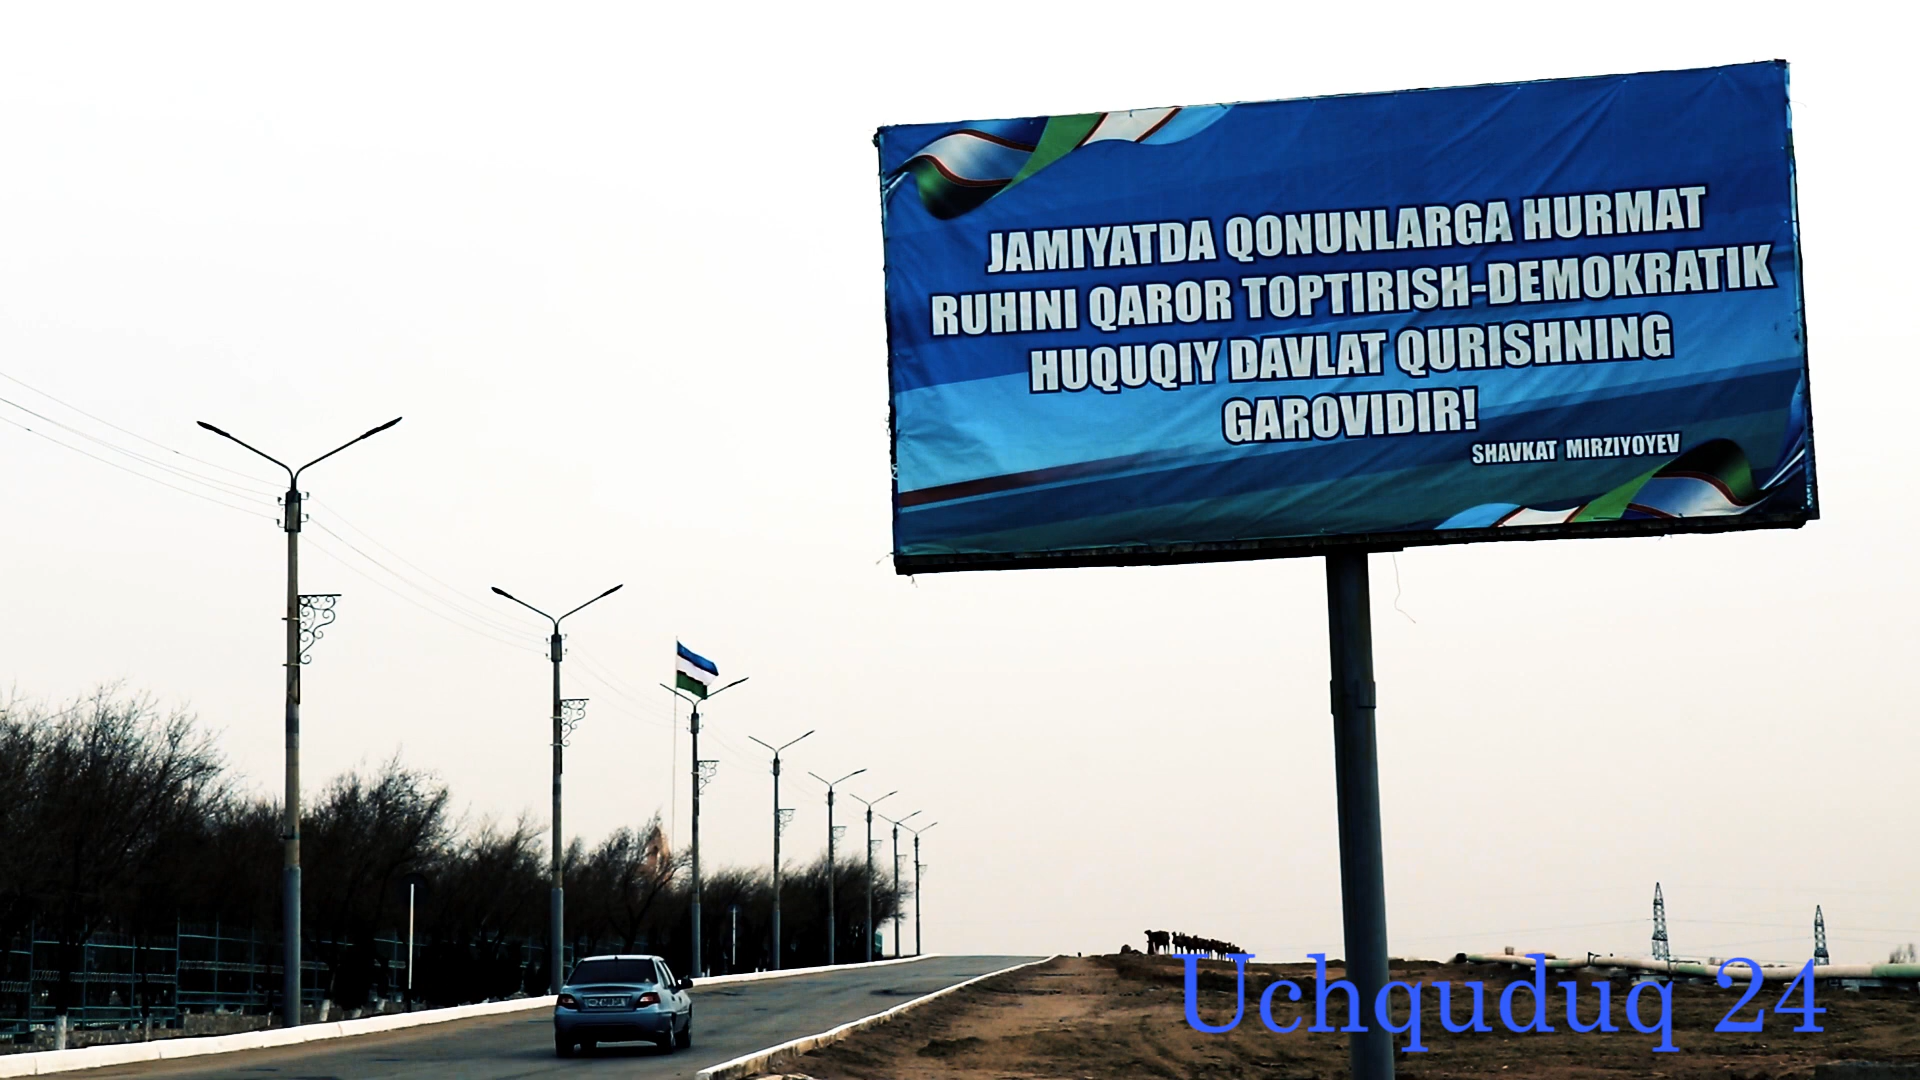 JAMIYATDA QONUNLARGA HURMAT
RUHINI QAROR TOPTIRISH-DEMOKRATIK
HUQUQIY DAVLAT QURISHNING
GAROVIDIR!
SHAVKAT MIRZIYOYEV
Uchquduq 24